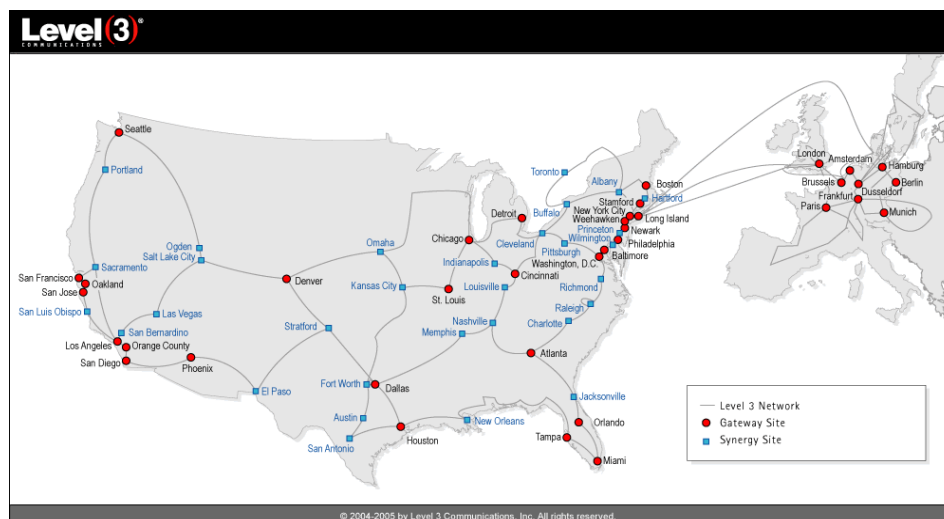 Level(3)®
COMMUNICATIONS
Seattle
Portland
Toronto
Albany
Boston
Stamford
Hartford
Buffalo
New York City
Long Island
Weehawken
Newark
Detroit
Princeton
Wilmington
Philadelphia
Ogden
Omaha
Chicago
Cleveland
Pittsburgh
Baltimore
Salt Lake City
Indianapolis
Washington, D.C.
Sacramento
Cincinnati
San Francisco
Oakland
Denver
Kansas City
Louisville
Richmond
San Jose
St. Louis
San Luis Obispo
Las Vegas
Raleigh
Stratford
Nashville
Charlotte
San Bernardino
Memphis
Los Angeles
Orange County
San Diego
Phoenix
Atlanta
El Paso
Fort Worth
Dallas
Jacksonville
Austin
New Orleans
Orlando
San Antonio
Houston
Tampa
Miami
London
Amsterdam
Hamburg
Brussels
Berlin
Dusseldorf
Frankfurt
Paris
Munich
Level 3 Network
Gateway Site
Synergy Site
© 2004-2005 by Level 3 Communications, Inc. All rights reserved.